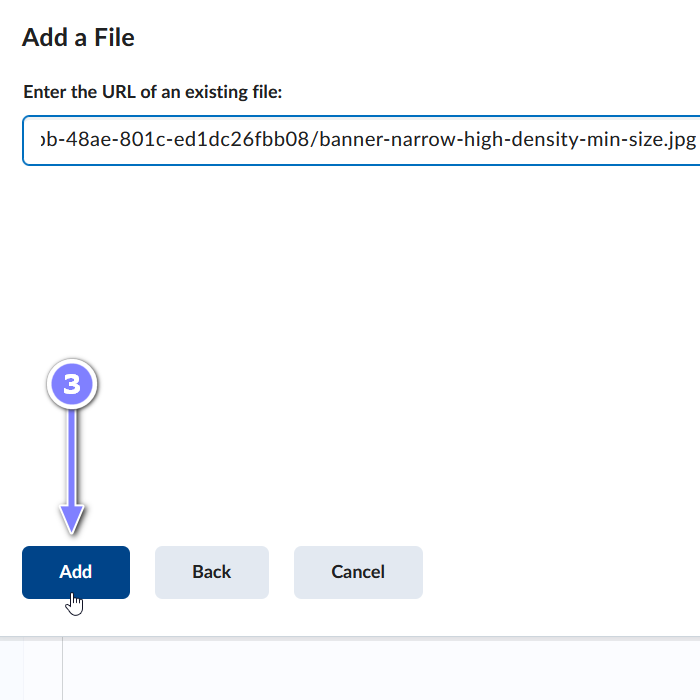 Add a File
Enter the URL of an existing file:
b-48ae-801c-ed1dc26fbb08/banner-narrow-high-density-min-size.jpg
3
Add Back Cancel